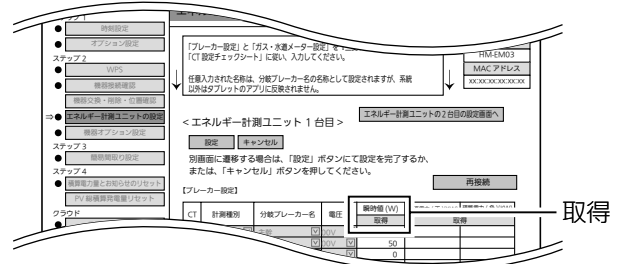 ステップ 1
時刻設定
オプション設定
ステップ 2
WPS
機器接続確認
機器交換・削除・位置確認
⇒ エネルギー計測ユニットの設定
機器オプション設定
ステップ 3
簡易間取り設定
ステップ 4
積算電力量とお知らせのリセット
PV 総積算発電量リセット
クラウド
「ブレーカー設定」と「ガス・水道メーター設定」を
「CT 設定チェックシート」に従い、入力してください。
任意入力された名称は、分岐ブレーカー名の名称として設定されますが、系統
以外はタブレットのアプリに反映されません。
HM-EM03
MAC アドレス
xx:xx:xx:xx:xx:xx
エネルギー計測ユニットの2台目の設定画面へ
<エネルギー計測ユニット 1 台目>
設定 キャンセル
別画面に遷移する場合は、「設定」ボタンにて設定を完了するか、
または、「キャンセル」ボタンを押してください。
再接続
【ブレーカー設定】
CT 計測種別 分岐ブレーカー名 電圧 瞬時値 (W)
取得 取得
取得
主幹 00V
00V 50
0